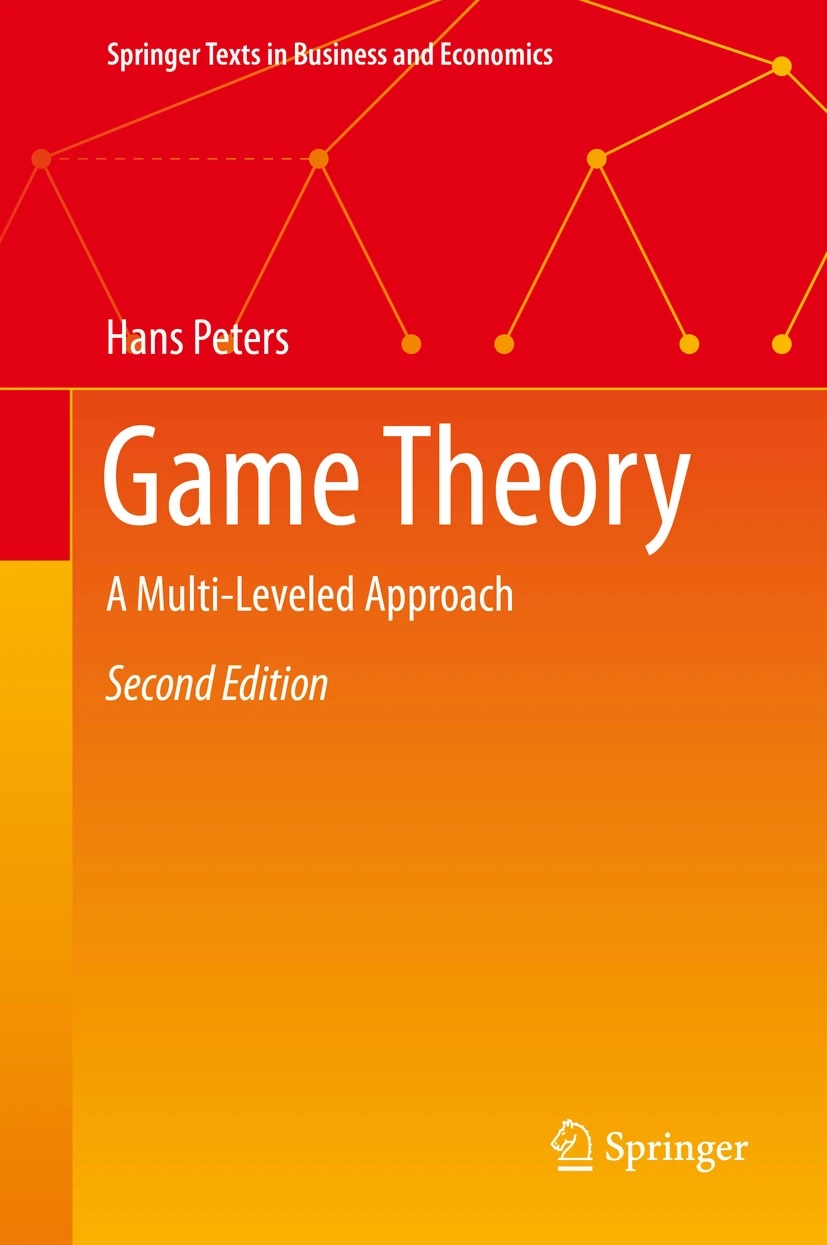 Springer Texts in Business and Economics
Hans Peters
Game Theory
A Multi-Leveled Approach
Second Edition
Springer